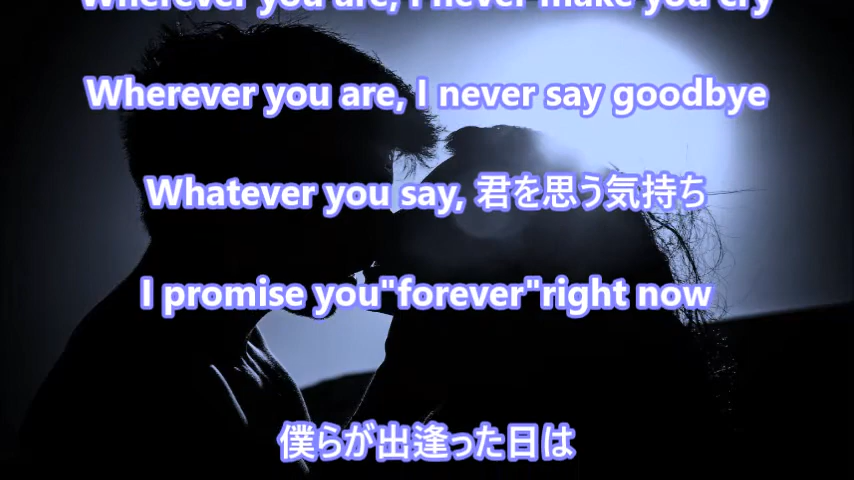 Wherever you are, I never make you cry
Wherever you are, I never say goodbye
Whatever you say, 君を思う気持ち
I promise you"forever"right now
僕らが出逢った日は